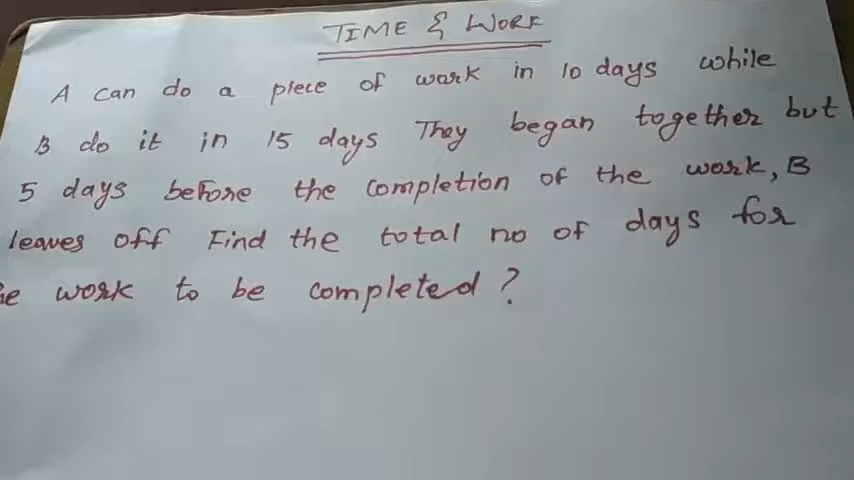 TIME & WORK
A can do a piece of work in 10 days while
B do it in 15 days They began together but
5 days before the completion of the work, B
leaves off Find the total no of days for
work to be completed ?